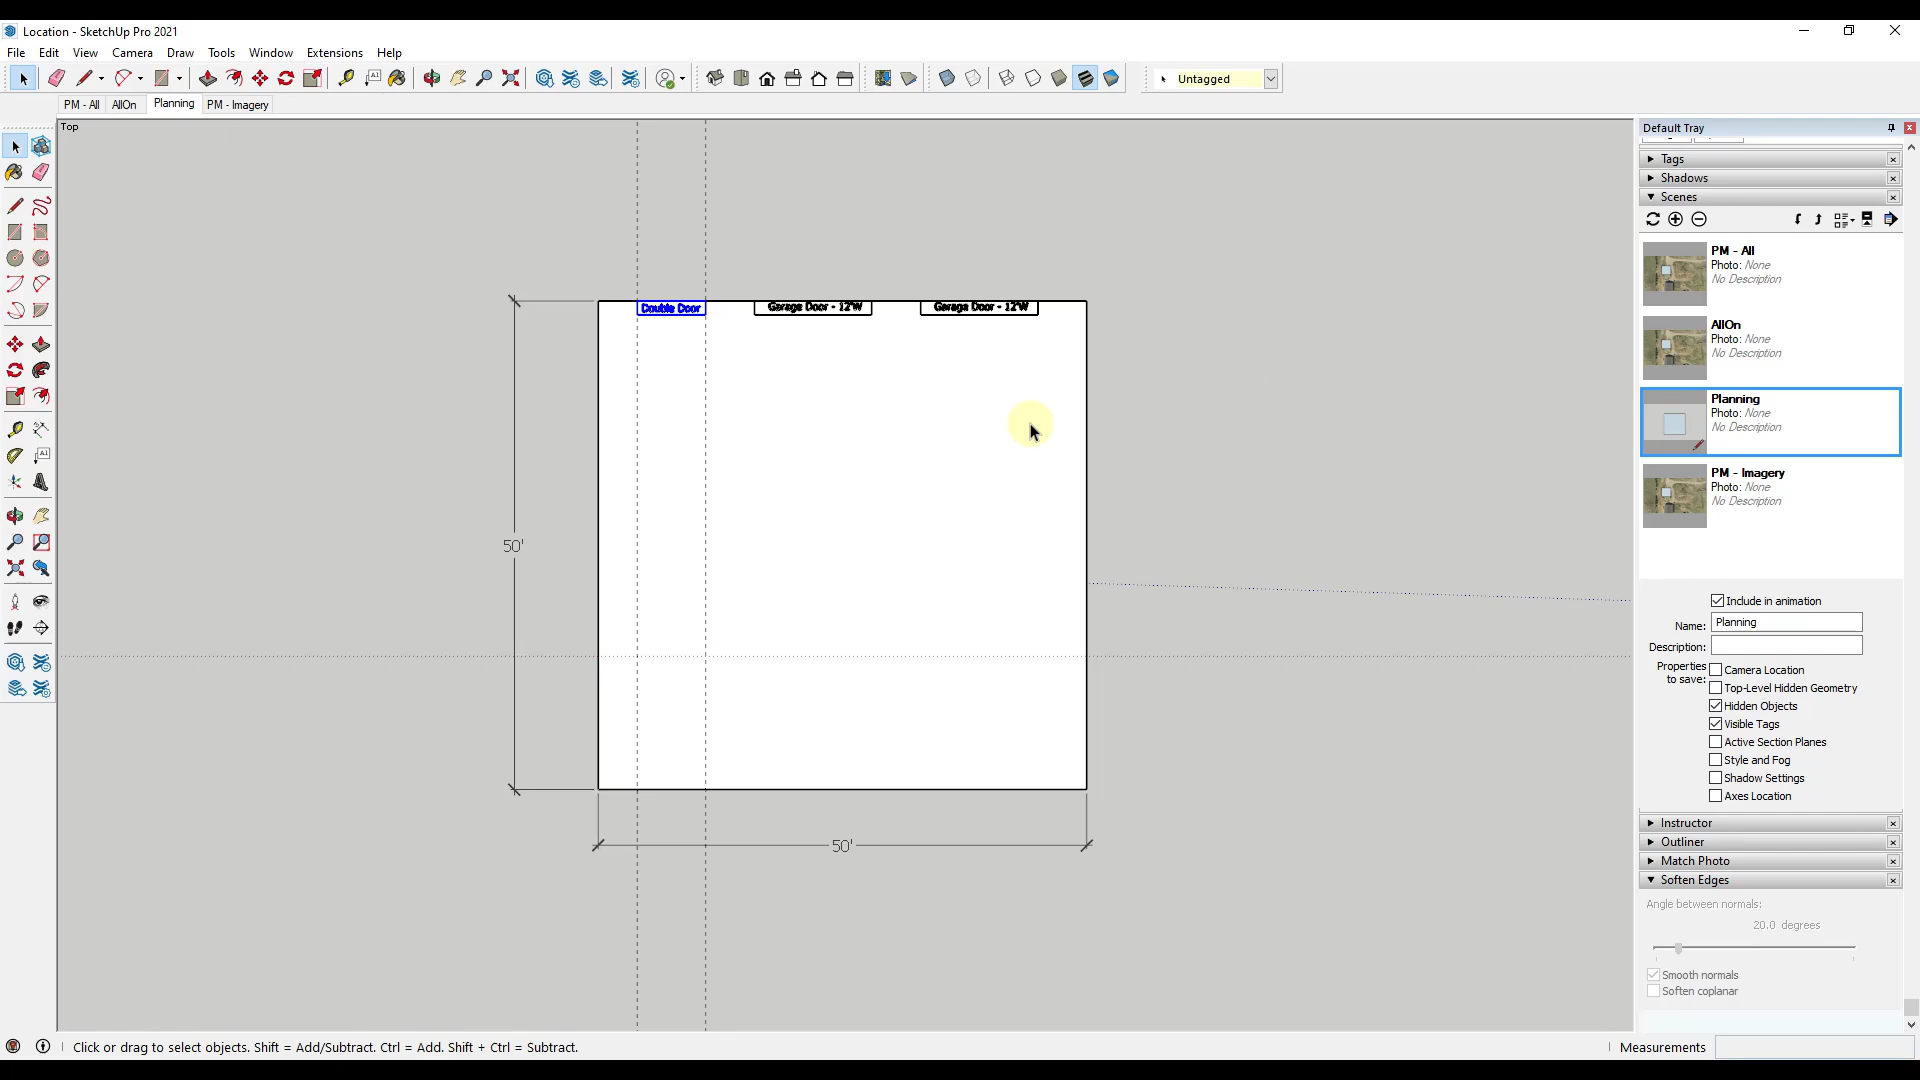 Location - SketchUp Pro 2021
File Edit View Camera Draw Tools Window Extensions Help
A1
Untagged
PM - All AllOn Planning PM - Imagery
Top
Default Tray
Tags
Shadows
Scenes
PM - All
Photo: None
No Description
AllOn
Photo: None
No Description
Planning
Photo: None
No Description
PM - Imagery
Photo: None
No Description
Double Door Garage Door - 12'W Garage Door - 12'W
A1
50'
50'
Include in animation
Name: Planning
Description:
Properties to save:
Camera Location
Top-Level Hidden Geometry
Hidden Objects
Visible Tags
Active Section Planes
Style and Fog
Shadow Settings
Axes Location
Instructor
Outliner
Match Photo
Soften Edges
Angle between normals:
20.0 degrees
Smooth normals
Soften coplanar
Click or drag to select objects. Shift = Add/Subtract. Ctrl = Add. Shift + Ctrl = Subtract. Measurements